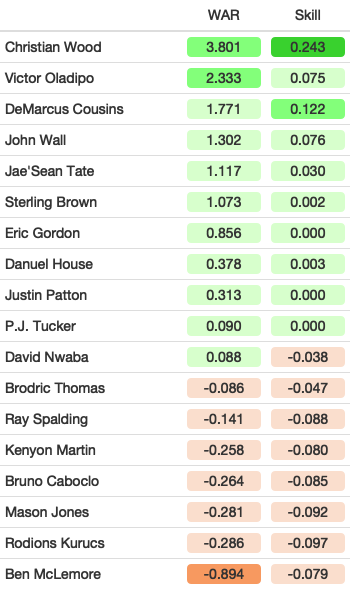 WAR Skill
Christian Wood 3.801 0.243
Victor Oladipo 2.333 0.075
DeMarcus Cousins 1.771 0.122
John Wall 1.302 0.076
Jae'Sean Tate 1.117 0.030
Sterling Brown 1.073 0.002
Eric Gordon 0.856 0.000
Danuel House 0.378 0.003
Justin Patton 0.313 0.000
P.J. Tucker 0.090 0.000
David Nwaba 0.088 -0.038
Brodric Thomas -0.086 -0.047
Ray Spalding -0.141 -0.088
Kenyon Martin -0.258 -0.080
Bruno Caboclo -0.264 -0.085
Mason Jones -0.281 -0.092
Rodions Kurucs -0.286 -0.097
Ben McLemore -0.894 -0.079